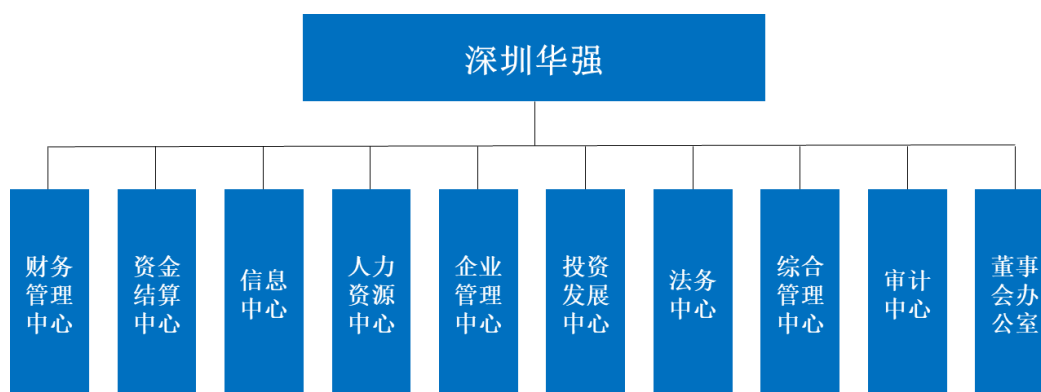 深圳华强
财务
管理
中心
资金
结算
中心
信息
中心
人力
资源
中心
企业
管理
中心
投资
发展
中心
法务
中心
综合
管理
中心
审计
中心
董事
会办
公室